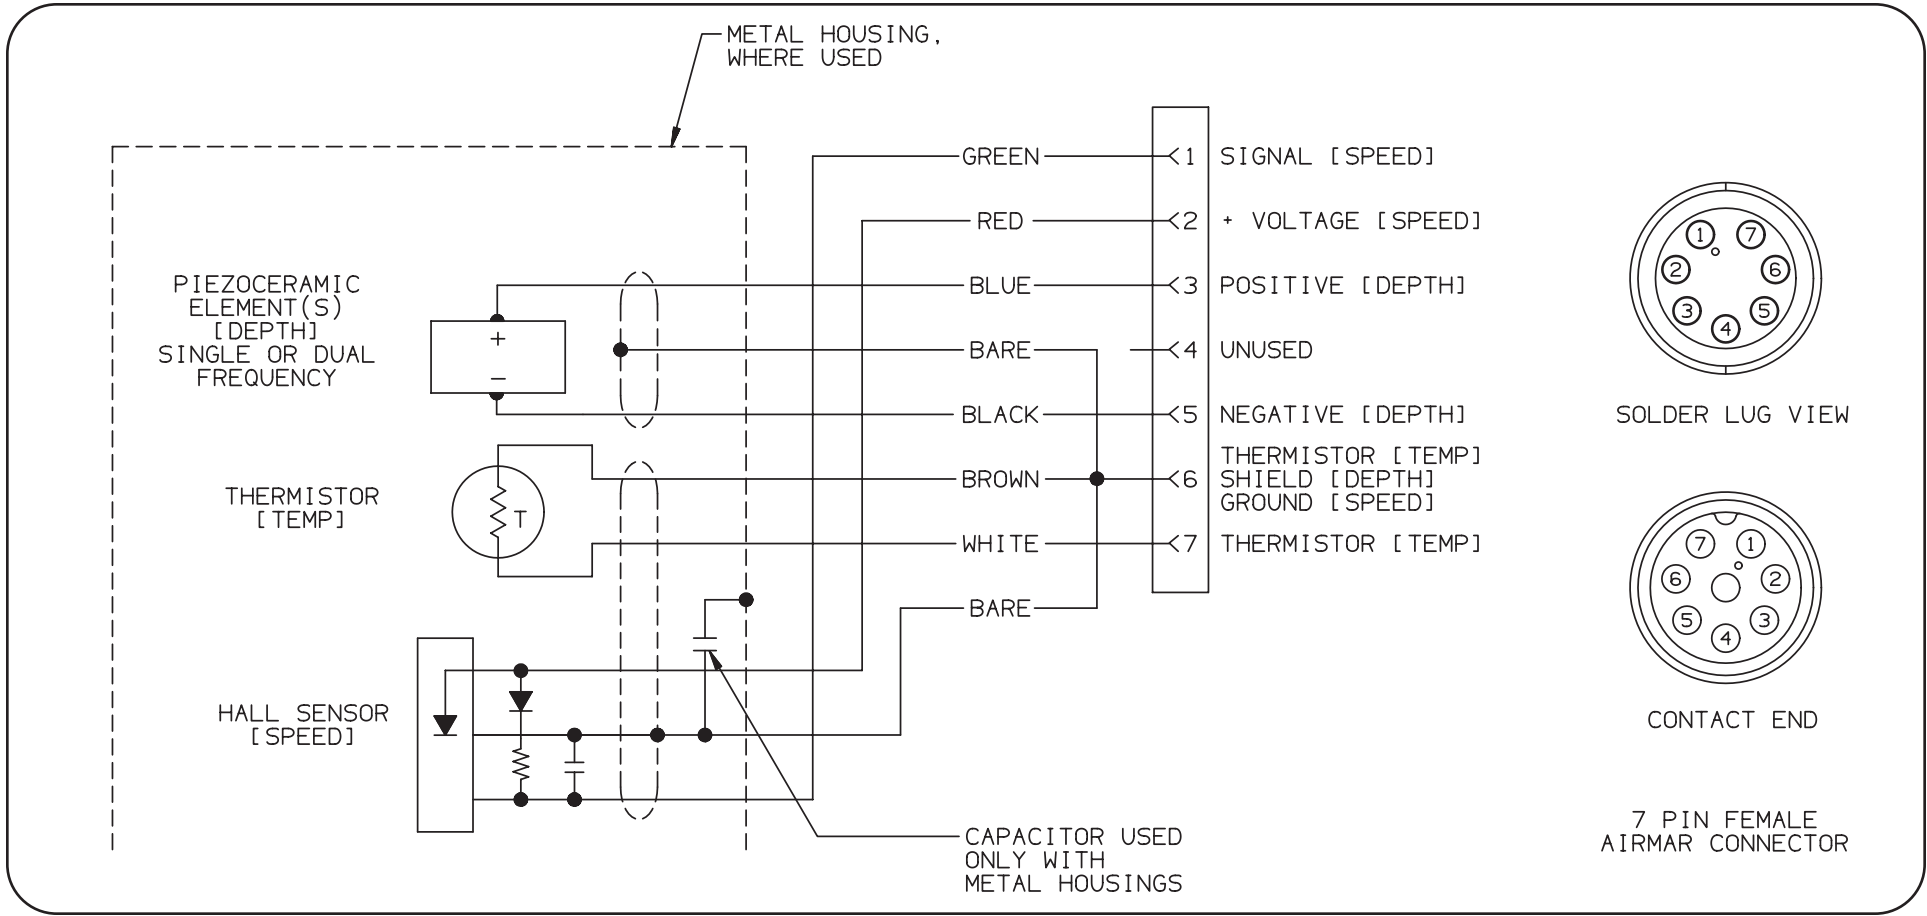 METAL HOUSING,
WHERE USED
GREEN
1 SIGNAL [SPEED]
RED
2 + VOLTAGE [SPEED]
PIEZOCERAMIC
ELEMENT(S)
[DEPTH]
SINGLE OR DUAL
FREQUENCY
+
−
BLUE
3 POSITIVE [DEPTH]
BARE
4 UNUSED
BLACK
5 NEGATIVE [DEPTH]
THERMISTOR
[TEMP]
T
BROWN
6
THERMISTOR [TEMP]
SHIELD [DEPTH]
GROUND [SPEED]
WHITE
7 THERMISTOR [TEMP]
BARE
HALL SENSOR
[SPEED]
CAPACITOR USED
ONLY WITH
METAL HOUSINGS
1 7
2 6
3 5
4
SOLDER LUG VIEW
7 1
6 2
5 3
4
CONTACT END
7 PIN FEMALE
AIRMAR CONNECTOR